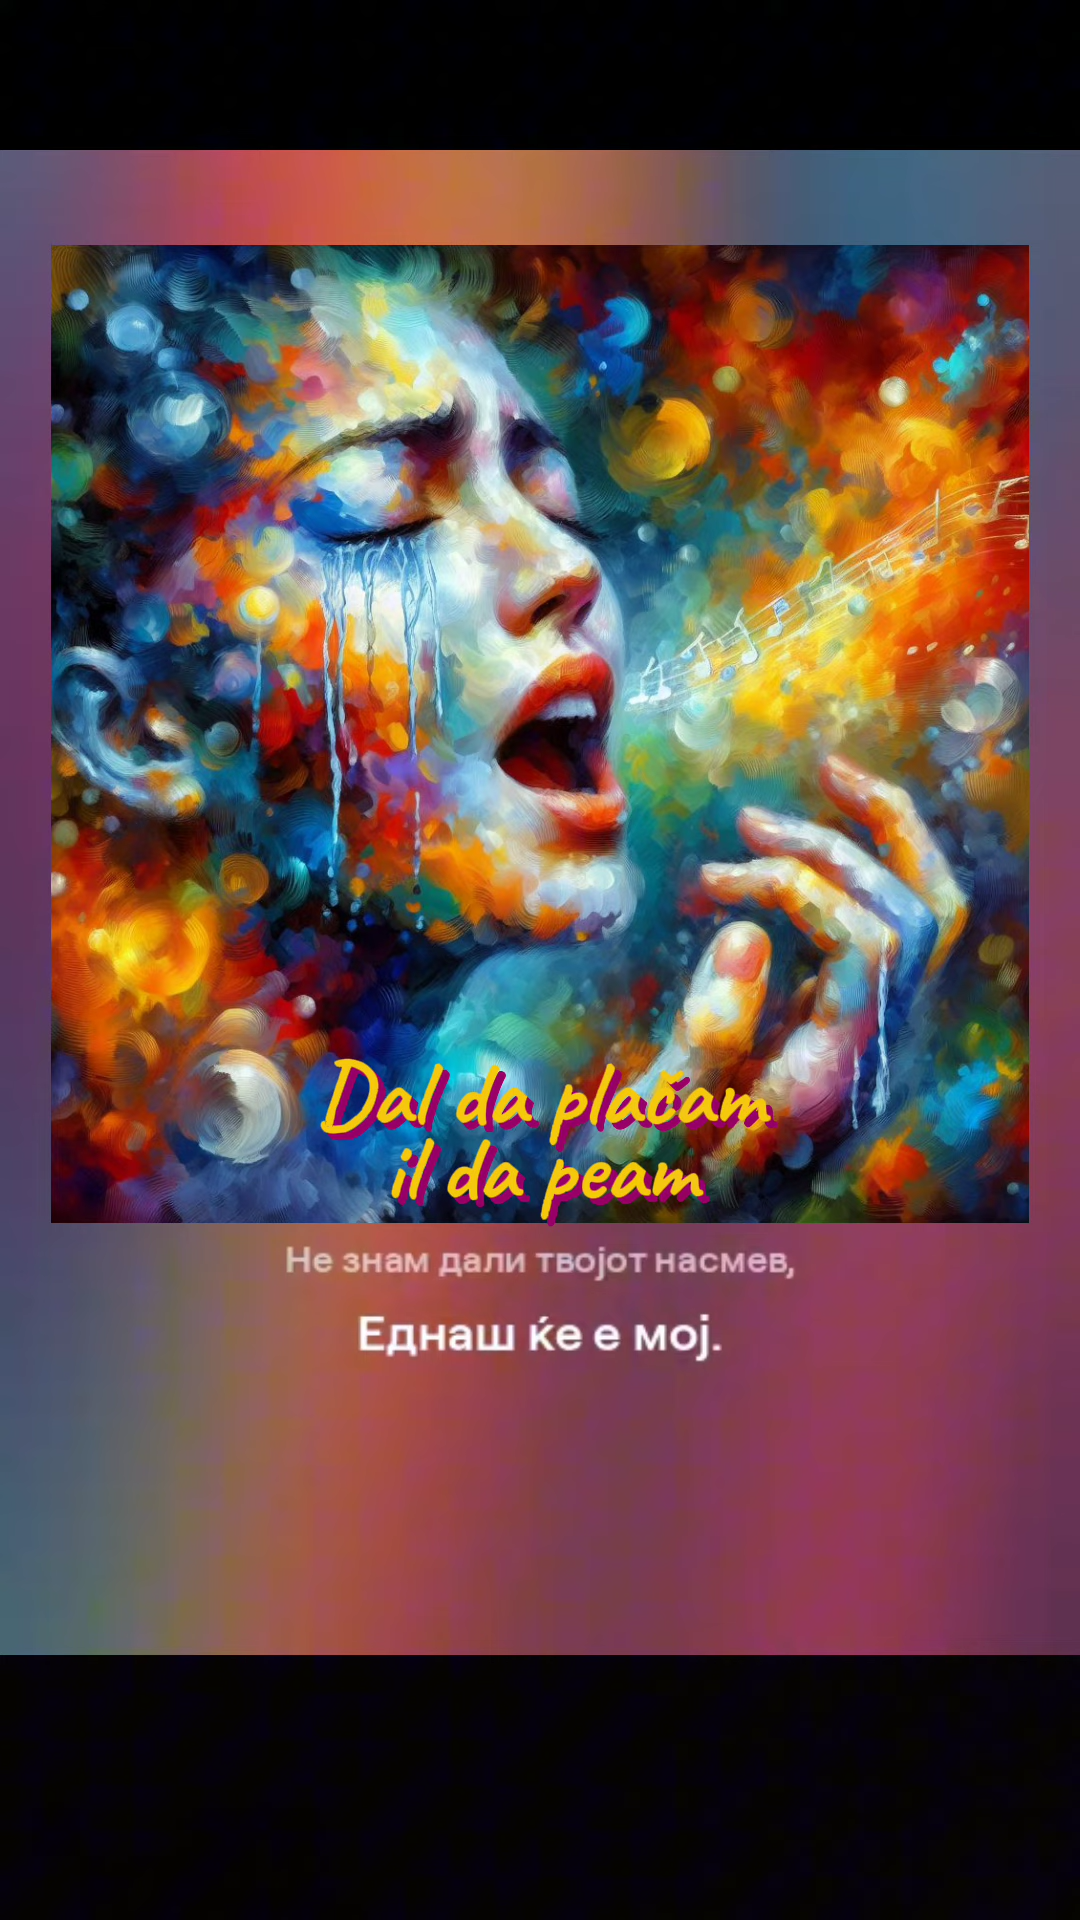 Dal da plačam
il da peam
Не знам дали твојот насмев,
Еднаш ќе е мој.